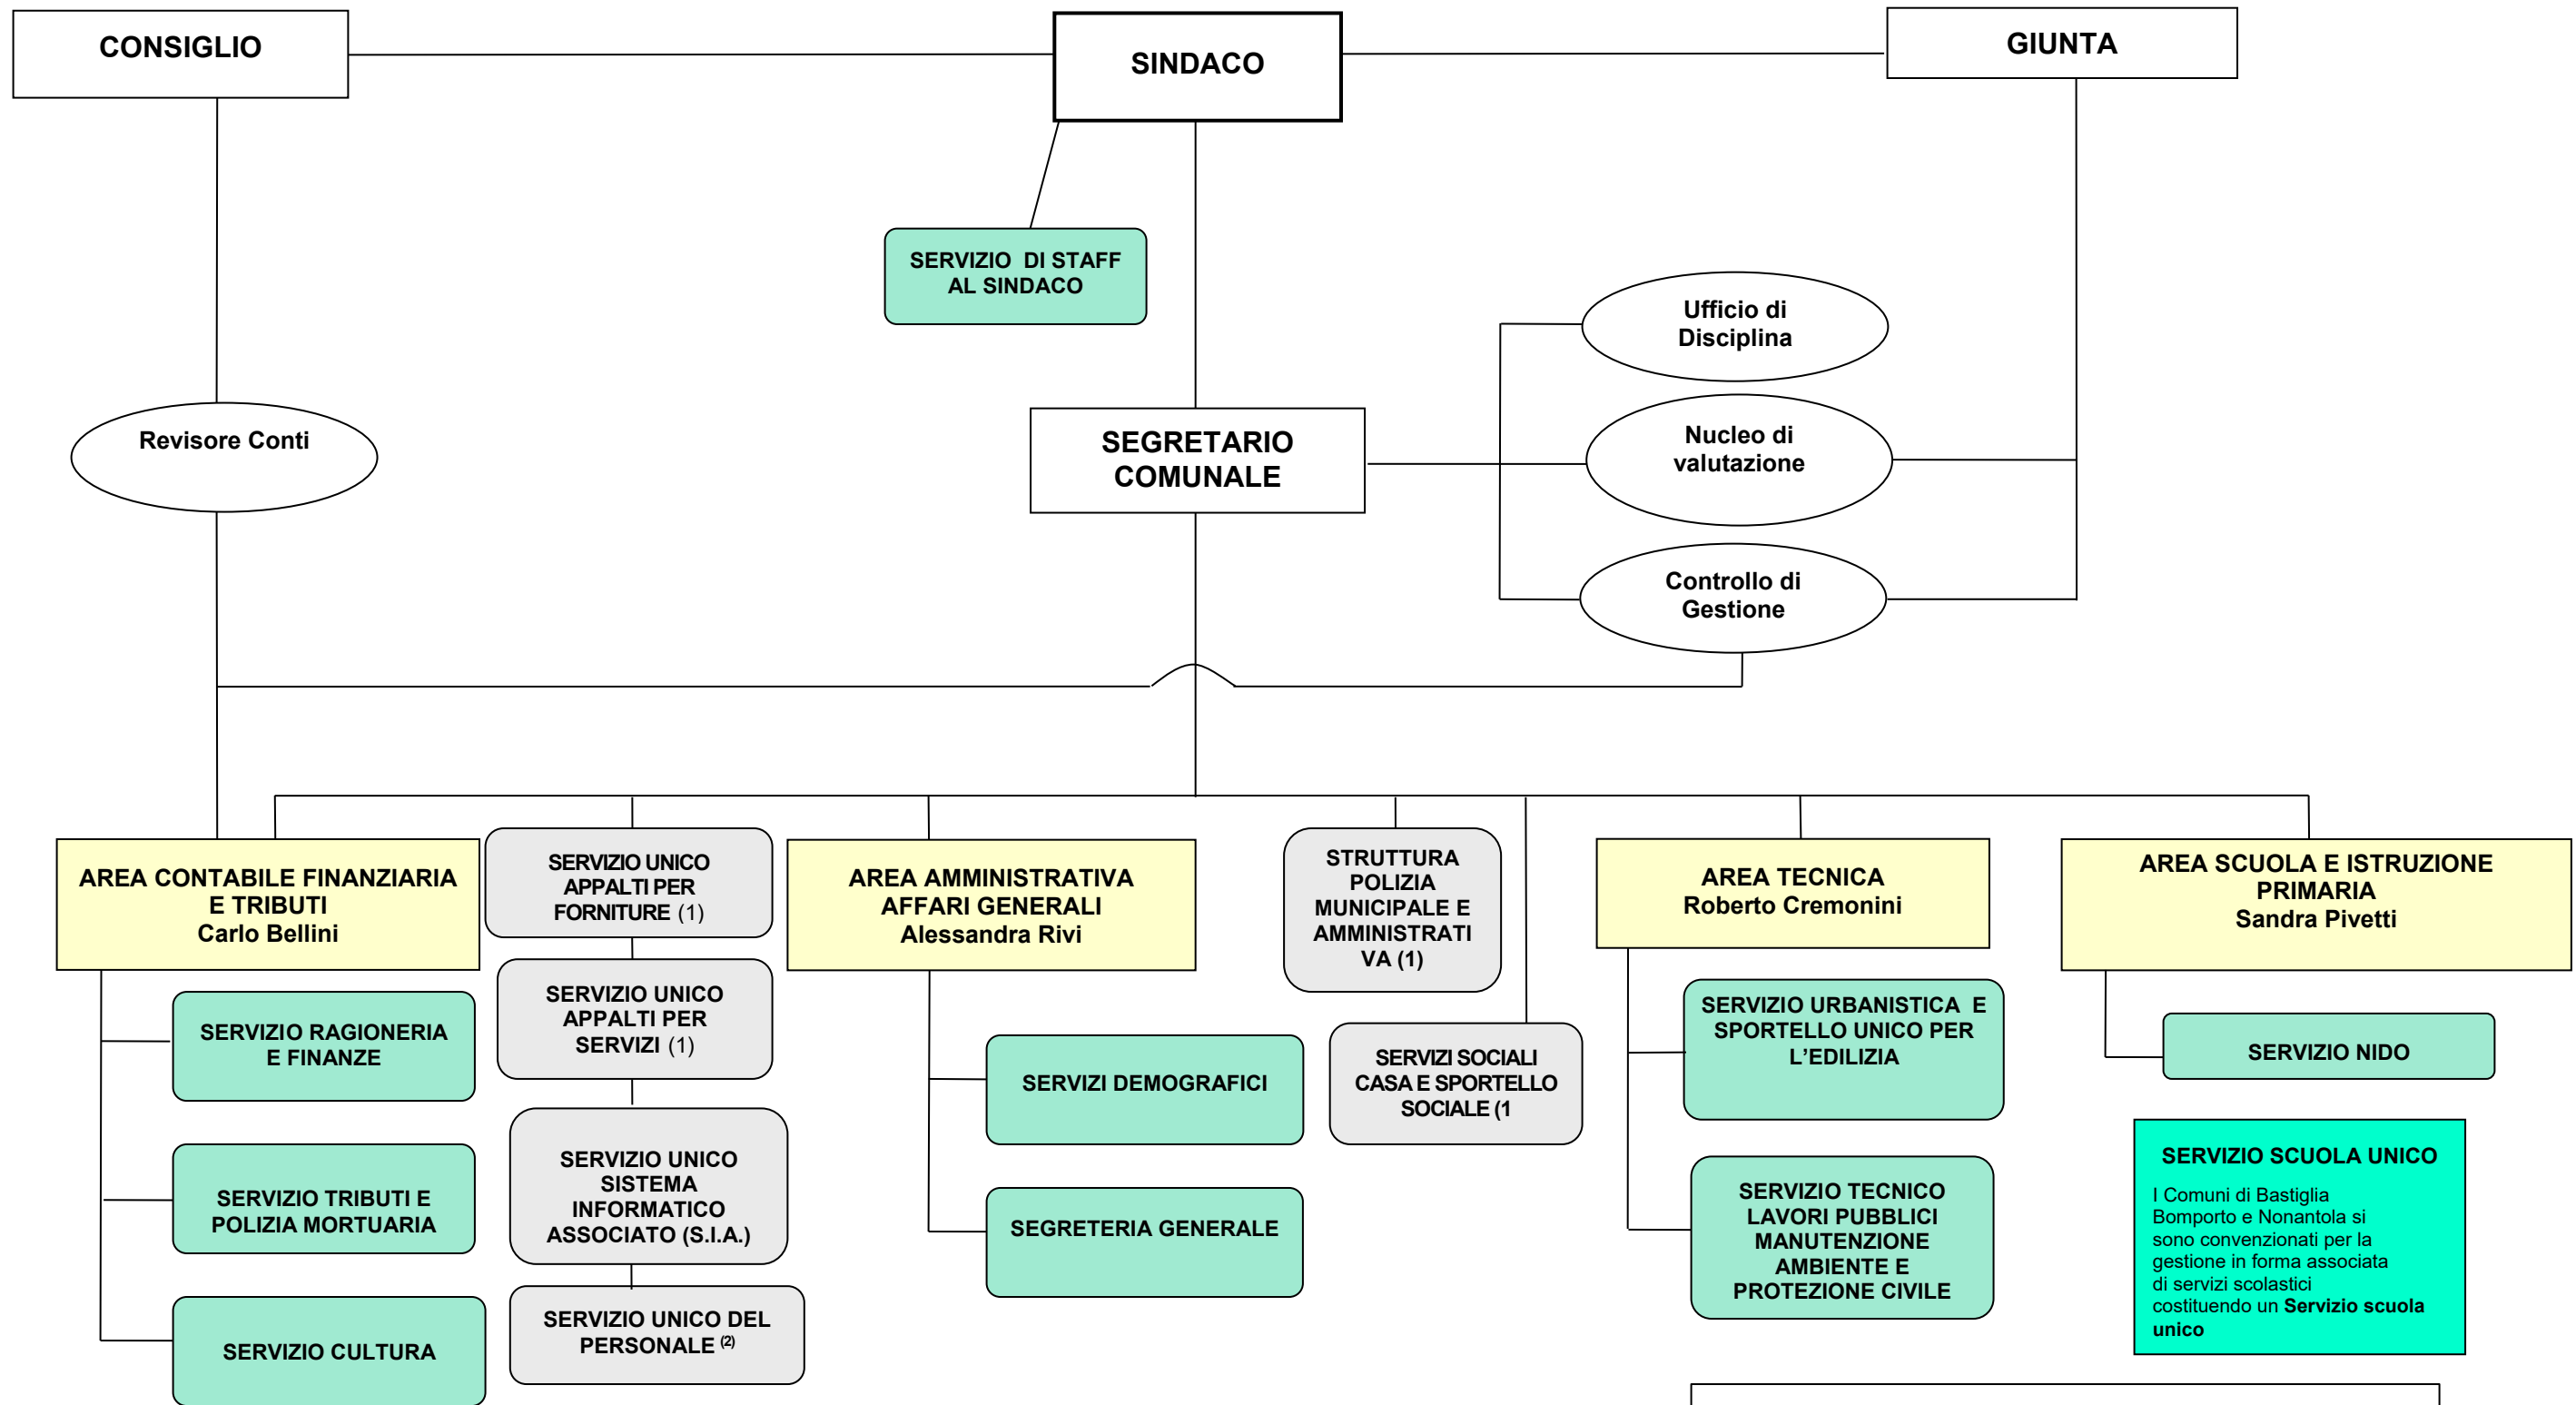 CONSIGLIO
SINDACO
GIUNTA
SERVIZIO DI STAFF
AL SINDACO
Ufficio di
Disciplina
Revisore Conti
SEGRETARIO
COMUNALE
Nucleo di
valutazione
Controllo di
Gestione
AREA CONTABILE FINANZIARIA
E TRIBUTI
Carlo Bellini
SERVIZIO RAGIONERIA
E FINANZE
SERVIZIO TRIBUTI E
POLIZIA MORTUARIA
SERVIZIO CULTURA
SERVIZIO UNICO
APPALTI PER
FORNITURE (1)
SERVIZIO UNICO
APPALTI PER
SERVIZI (1)
SERVIZIO UNICO
SISTEMA
INFORMATICO
ASSOCIATO (S.I.A.)
SERVIZIO UNICO DEL
PERSONALE (2)
AREA AMMINISTRATIVA
AFFARI GENERALI
Alessandra Rivi
SERVIZI DEMOGRAFICI
SEGRETERIA GENERALE
STRUTTURA
POLIZIA
MUNICIPALE E
AMMINISTRATI
VA (1)
SERVIZI SOCIALI
CASA E SPORTELLO
SOCIALE (1
AREA TECNICA
Roberto Cremonini
SERVIZIO URBANISTICA E
SPORTELLO UNICO PER
L’EDILIZIA
SERVIZIO TECNICO
LAVORI PUBBLICI
MANUTENZIONE
AMBIENTE E
PROTEZIONE CIVILE
AREA SCUOLA E ISTRUZIONE
PRIMARIA
Sandra Pivetti
SERVIZIO NIDO
SERVIZIO SCUOLA UNICO
I Comuni di Bastiglia
Bomporto e Nonantola si
sono convenzionati per la
gestione in forma associata
di servizi scolastici
costituendo un Servizio scuola
unico